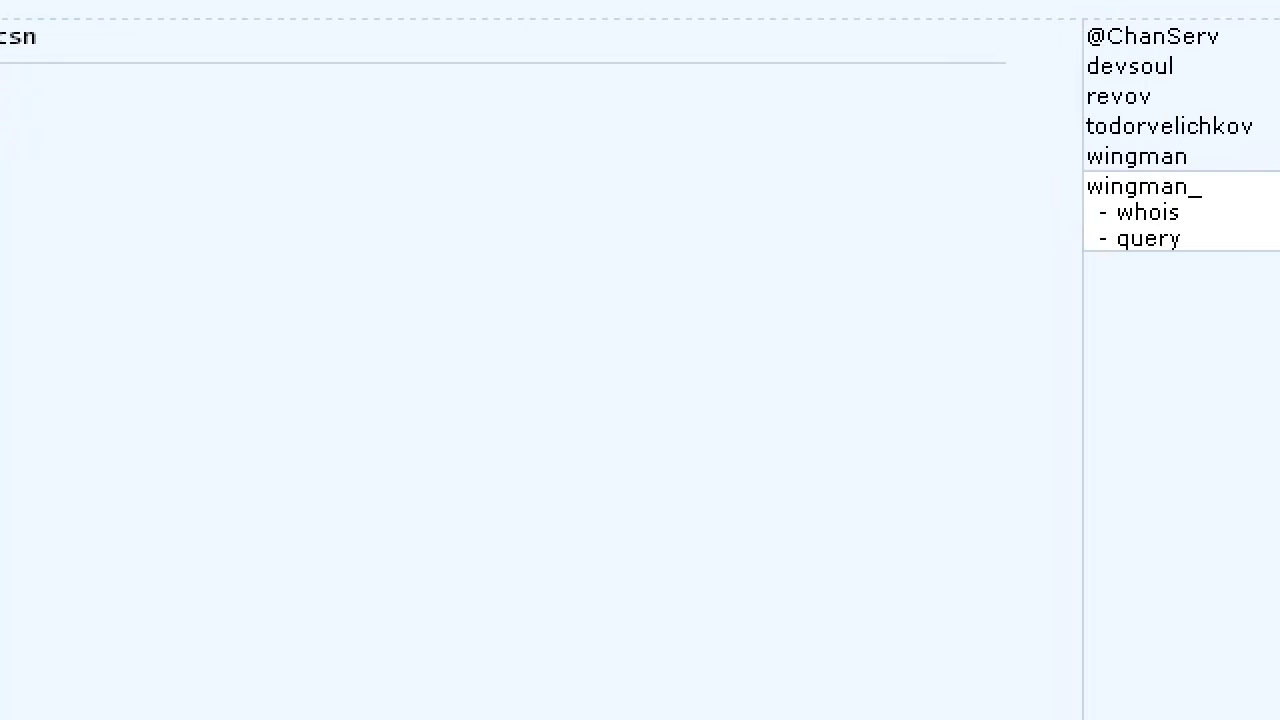 csn
@ChanServ
devsoul
revov
todorvelichkov
wingman
wingman_
- whois
- query